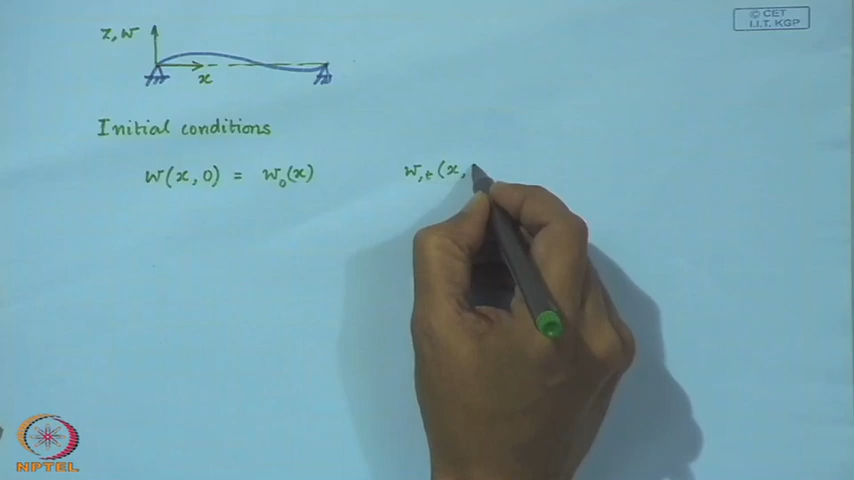 © CET
I.I.T. KGP
z, w
x
Initial conditions
w(x, 0) = w₀(x) w,ₜ(x,
NPTEL